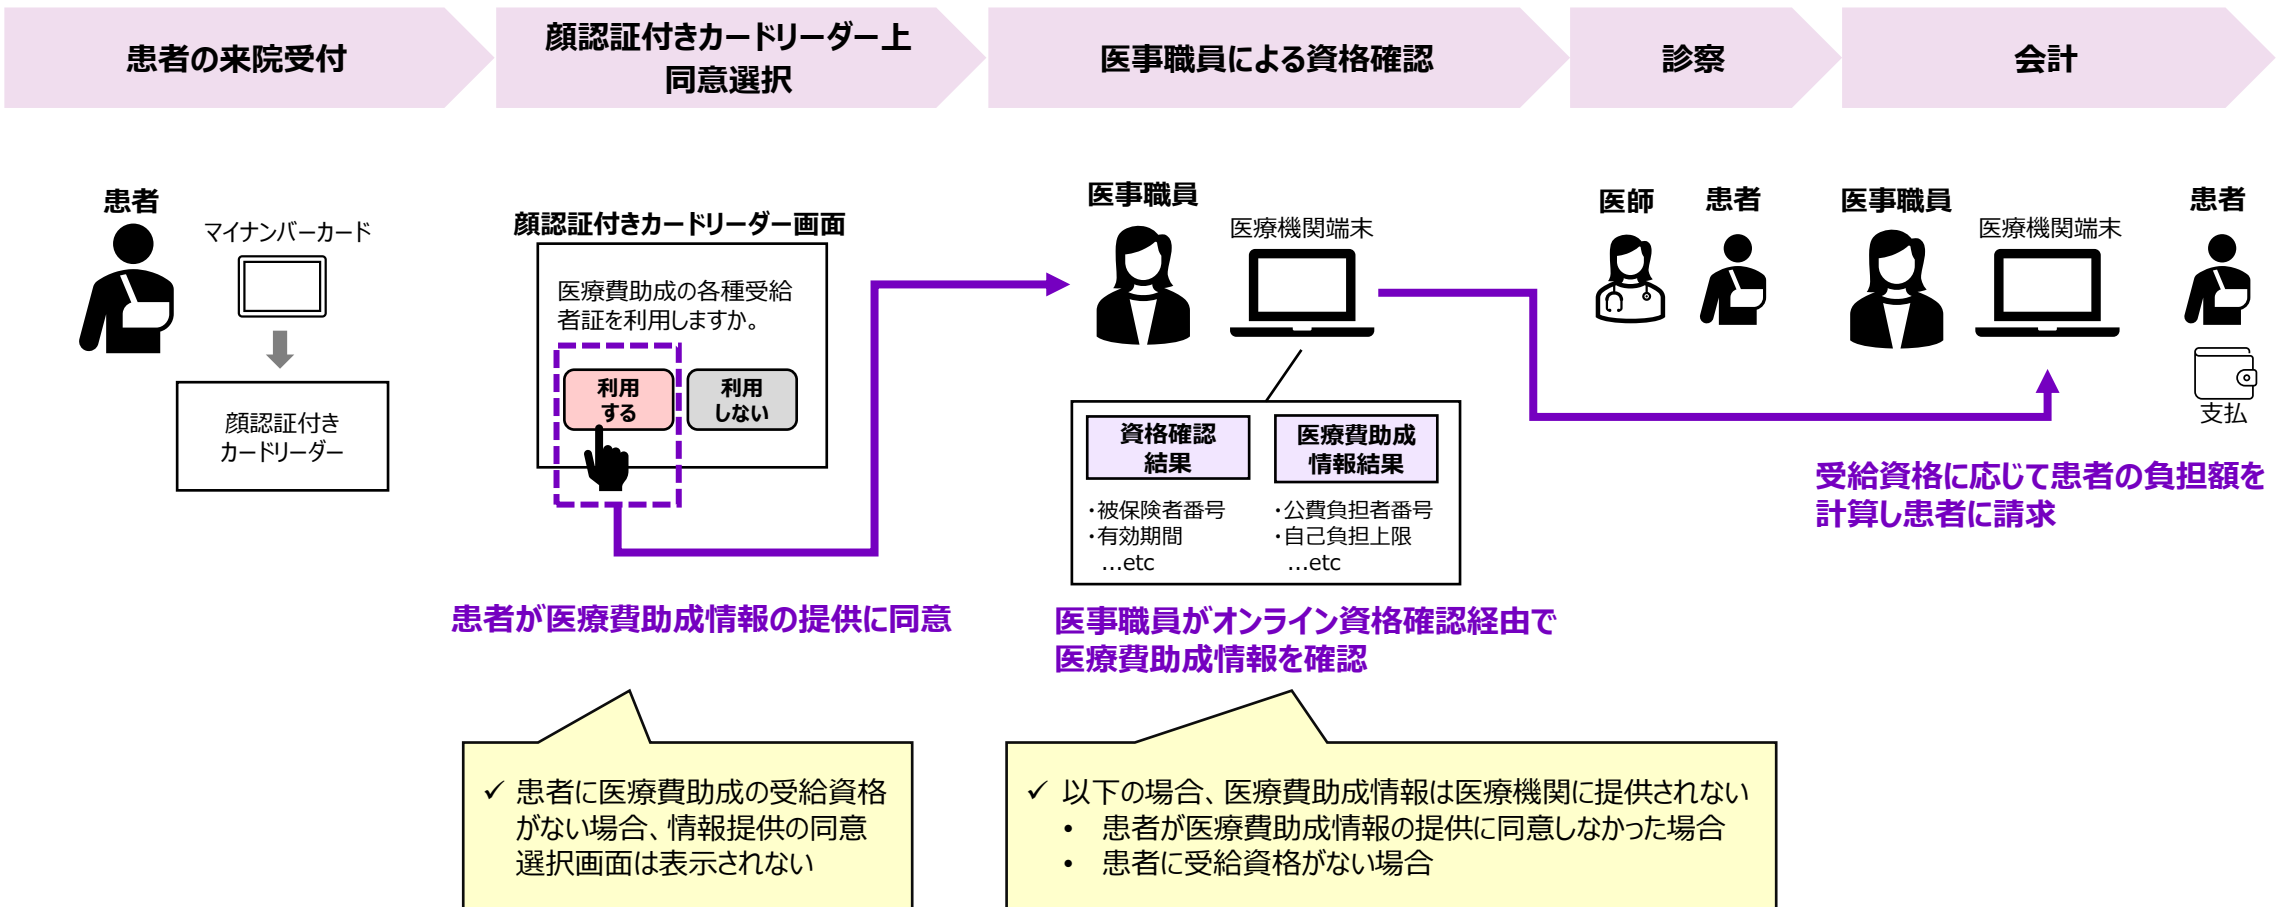 患者の来院受付
顔認証付きカードリーダー上
同意選択
医事職員による資格確認
診察
会計
患者
マイナンバーカード
顔認証付き
カードリーダー
顔認証付きカードリーダー画面
医療費助成の各種受給
者証を利用しますか。
利用
する
利用
しない
患者が医療費助成情報の提供に同意
医事職員
医療機関端末
資格確認
結果
・被保険者番号
・有効期間
…etc
医療費助成
情報結果
・公費負担者番号
・自己負担上限
…etc
医事職員がオンライン資格確認経由で
医療費助成情報を確認
医師
患者
医事職員
医療機関端末
患者
支払
受給資格に応じて患者の負担額を
計算し患者に請求
✓ 患者に医療費助成の受給資格
がない場合、情報提供の同意
選択画面は表示されない
✓ 以下の場合、医療費助成情報は医療機関に提供されない
• 患者が医療費助成情報の提供に同意しなかった場合
• 患者に受給資格がない場合